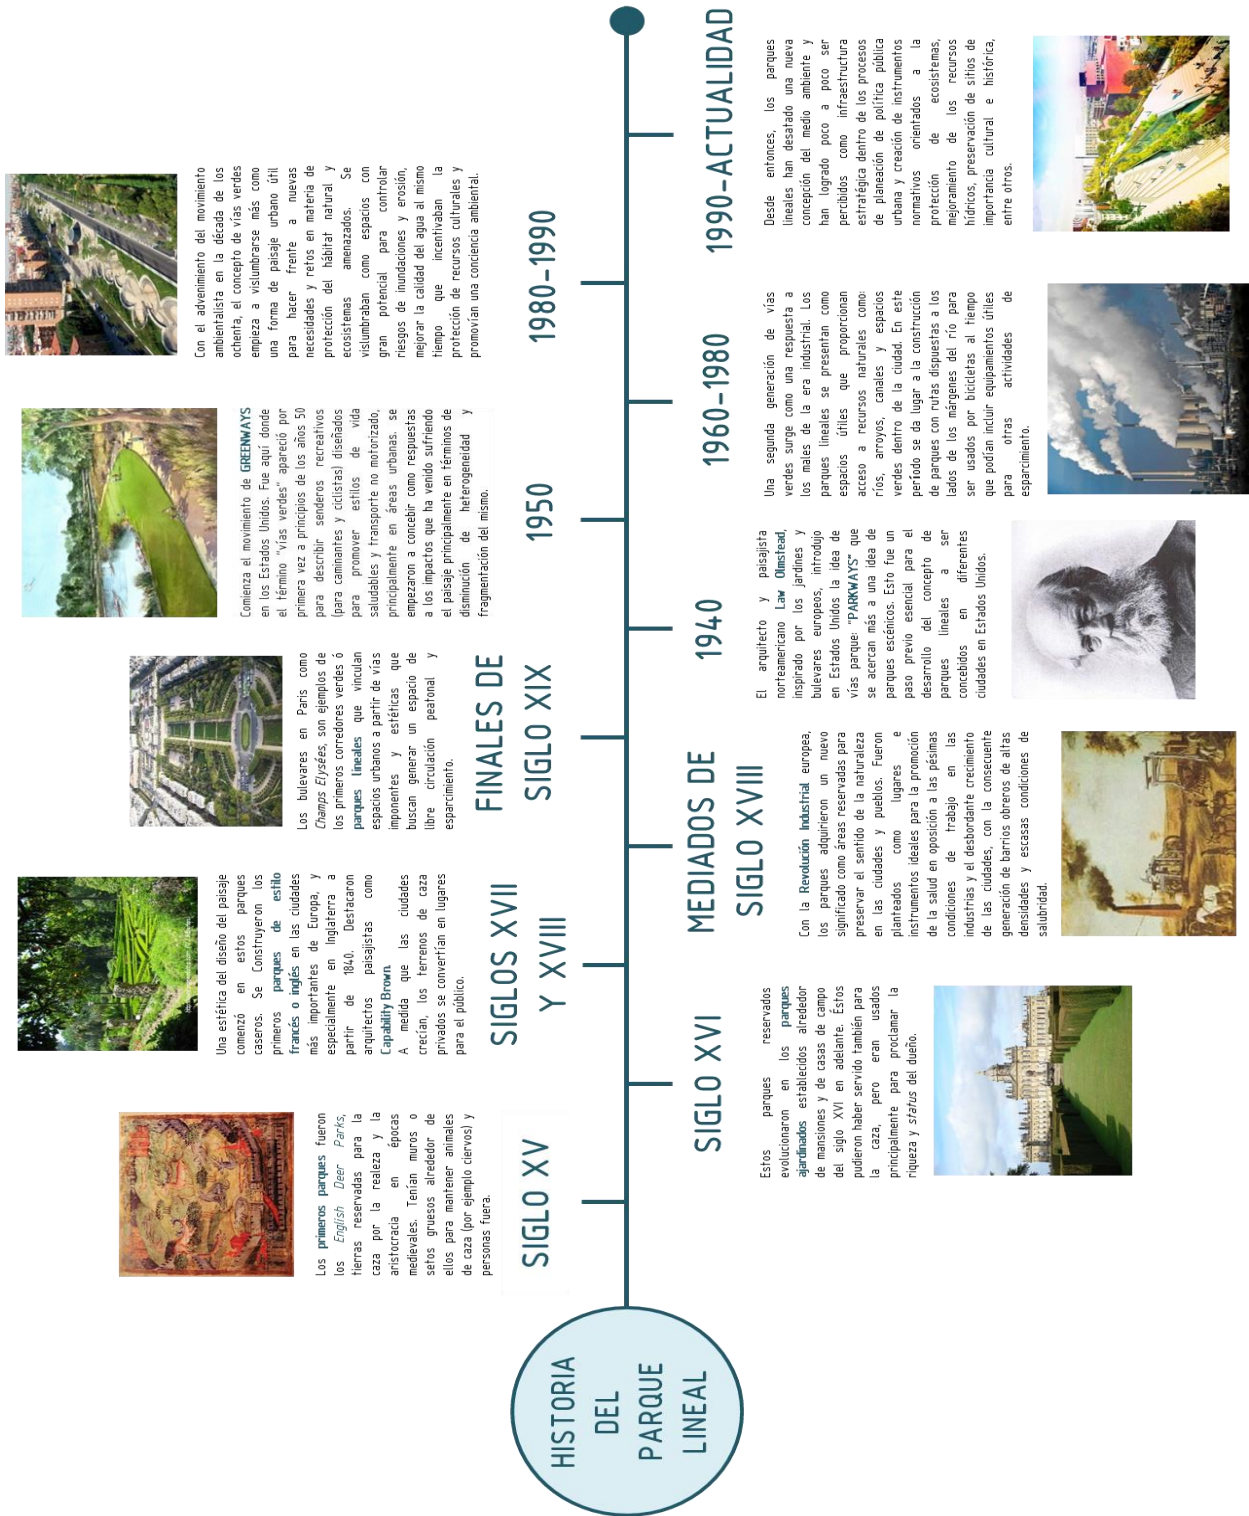 HISTORIA
DEL
PARQUE
LINEAL
SIGLO XV
Los primeros parques fueron
los English Deer Parks,
tierras reservadas para la
caza por la realeza y la
aristocracia en épocas
medievales. Tenían muros o
setos gruesos alrededor de
ellos para mantener animales
de caza (por ejemplo ciervos) y
personas fuera.
SIGLO XVI
Estos parques reservados
evolucionaron en los parques
ajardinados establecidos alrededor
de mansiones y de casas de campo
del siglo XVI en adelante. Éstos
pudieron haber servido también para
la caza, pero eran usados
principalmente para proclamar la
riqueza y status del dueño.
SIGLOS XVII
Y XVIII
Una estética del diseño del paisaje
comenzó en estos parques
caseros. Se Construyeron los
primeros parques de estilo
francés o inglés en las ciudades
más importantes de Europa, y
especialmente en Inglaterra a
partir de 1840. Destacaron
arquitectos paisajistas como
Capability Brown.
A medida que las ciudades
crecían, los terrenos de caza
privados se convertían en lugares
para el público.
MEDIADOS DE
SIGLO XVIII
Con la Revolución Industrial europea,
los parques adquirieron un nuevo
significado como áreas reservadas para
preservar el sentido de la naturaleza
en las ciudades y pueblos. Fueron
planteados como lugares e
instrumentos ideales para la promoción
de la salud en oposición a las pésimas
condiciones de trabajo en las
industrias y el desbordante crecimiento
de las ciudades, con la consecuente
generación de barrios obreros de altas
densidades y escasas condiciones de
salubridad.
FINALES DE
SIGLO XIX
Los bulevares en Paris como
Champs Elysées, son ejemplos de
los primeros corredores verdes ó
parques lineales que vinculan
espacios urbanos a partir de vías
imponentes y estéticas que
buscan generar un espacio de
libre circulación peatonal y
esparcimiento.
1940
El arquitecto y paisajista
norteamericano Law Olmstead,
inspirado por los jardines y
bulevares europeos, introdujo
en Estados Unidos la idea de
vías parque: "PARKWAYS" que
se acercan más a una idea de
parques escénicos. Esto fue un
paso previo esencial para el
desarrollo del concepto de
parques lineales a ser
concebidos en diferentes
ciudades en Estados Unidos.
1950
Comienza el movimiento de GREENWAYS
en los Estados Unidos. Fue aquí donde
el término "vías verdes" apareció por
primera vez a principios de los años 50
para describir senderos recreativos
(para caminantes y ciclistas) diseñados
para promover estilos de vida
saludables y transporte no motorizado,
principalmente en áreas urbanas. se
empezaron a concebir como respuestas
a los impactos que ha venido sufriendo
el paisaje principalmente en términos de
disminución de heterogeneidad y
fragmentación del mismo.
1960-1980
Una segunda generación de vías
verdes surge como una respuesta a
los males de la era industrial. Los
parques lineales se presentan como
espacios útiles que proporcionan
acceso a recursos naturales como:
ríos, arroyos, canales y espacios
verdes dentro de la ciudad. En este
período se da lugar a la construcción
de parques con rutas dispuestas a los
lados de los márgenes del río para
ser usados por bicicletas al tiempo
que podían incluir equipamientos útiles
para otras actividades de
esparcimiento.
1980-1990
Con el advenimiento del movimiento
ambientalista en la década de los
ochenta, el concepto de vías verdes
empieza a vislumbrarse más como
una forma de paisaje urbano útil
para hacer frente a nuevas
necesidades y retos en materia de
protección del hábitat natural y
ecosistemas amenazados. Se
vislumbraban como espacios con
gran potencial para controlar
riesgos de inundaciones y erosión,
mejorar la calidad del agua al mismo
tiempo que incentivaban la
protección de recursos culturales y
promovían una conciencia ambiental.
1990-ACTUALIDAD
Desde entonces, los parques
lineales han desatado una nueva
concepción del medio ambiente y
han logrado poco a poco ser
percibidos como infraestructura
estratégica dentro de los procesos
de planeación de política pública
urbana y creación de instrumentos
normativos orientados a la
protección de ecosistemas,
mejoramiento de los recursos
hídricos, preservación de sitios de
importancia cultural e histórica,
entre otros.